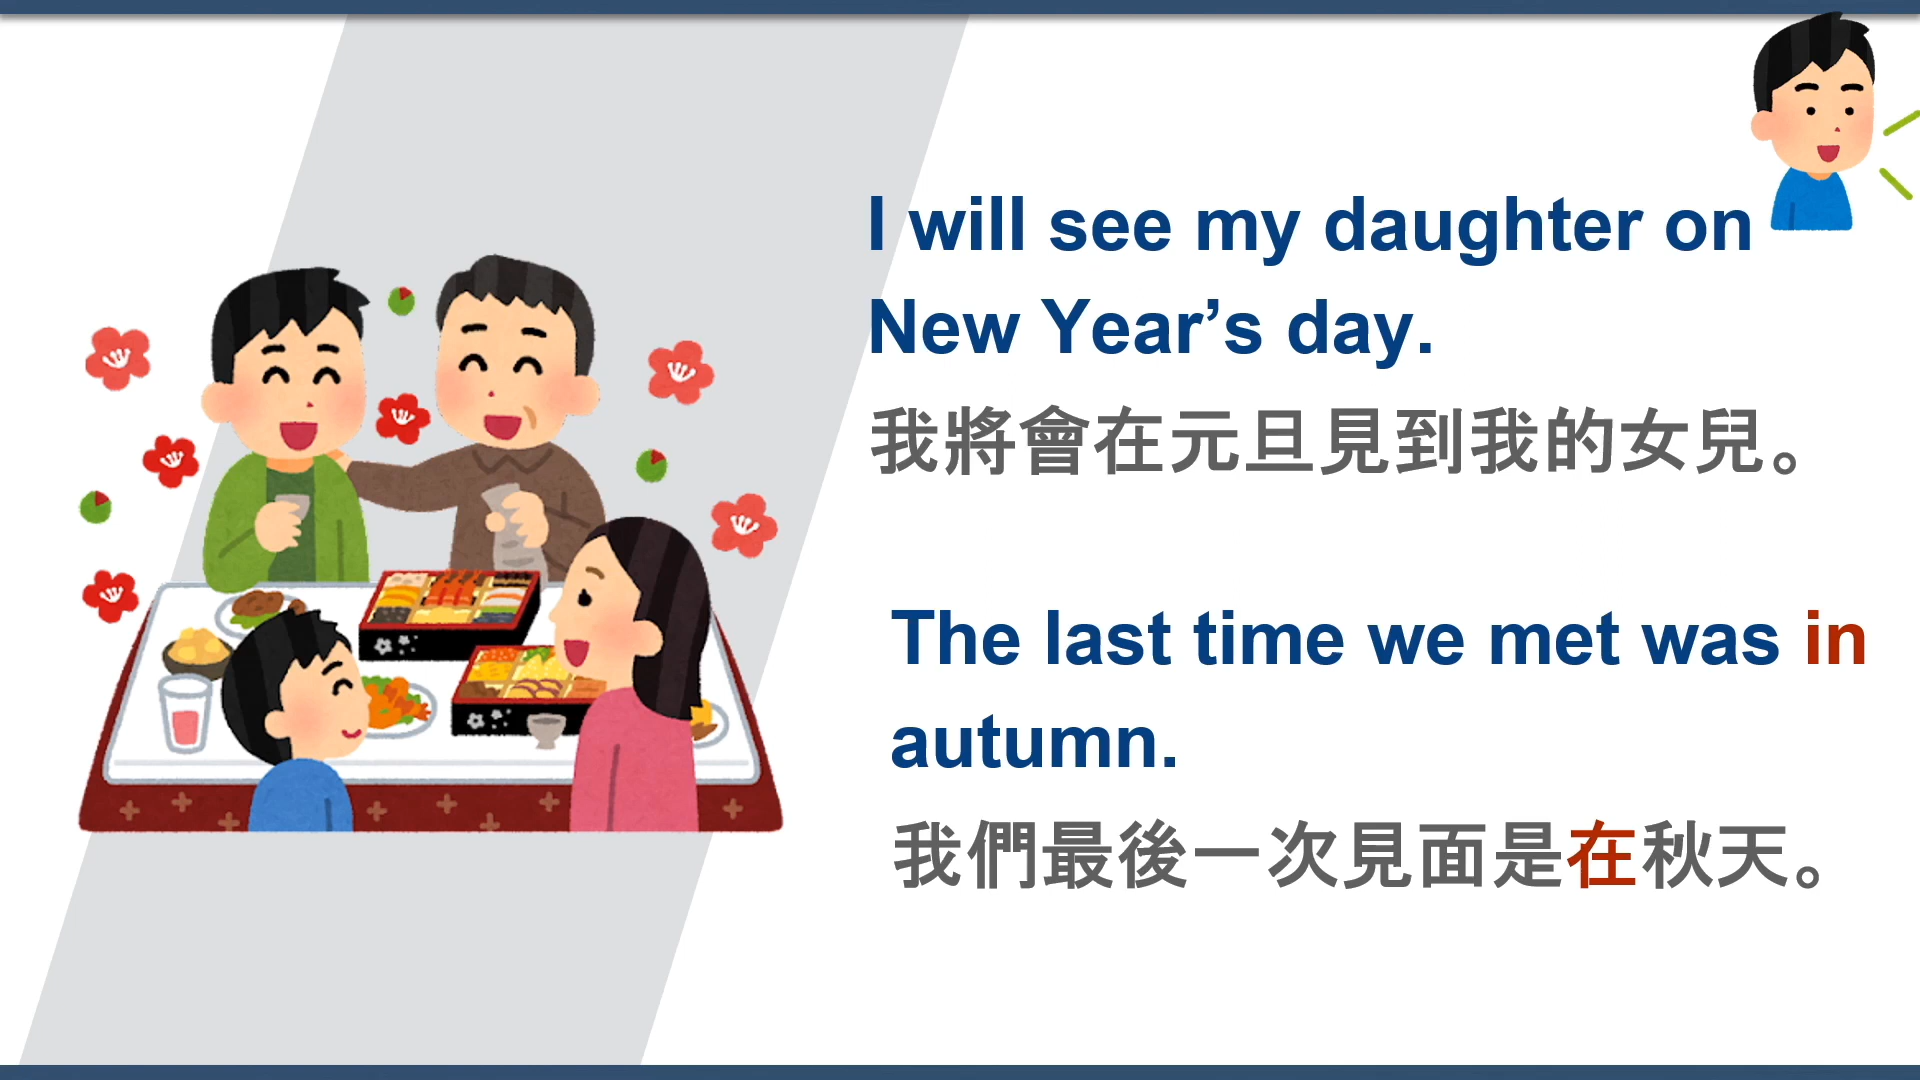 I will see my daughter on
New Year’s day.
我將會在元旦見到我的女兒。
The last time we met was in
autumn.
我們最後一次見面是在秋天。